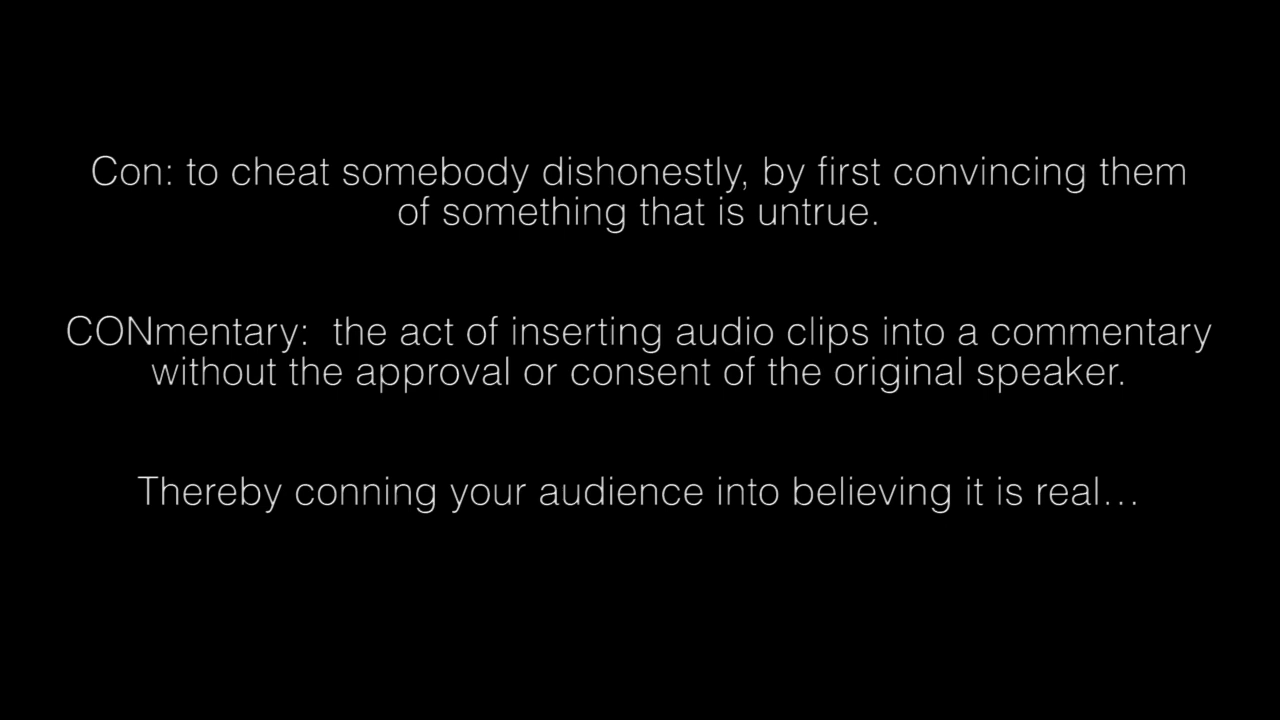 Con: to cheat somebody dishonestly, by first convincing them
of something that is untrue.
CONmentary:  the act of inserting audio clips into a commentary
without the approval or consent of the original speaker.
Thereby conning your audience into believing it is real...